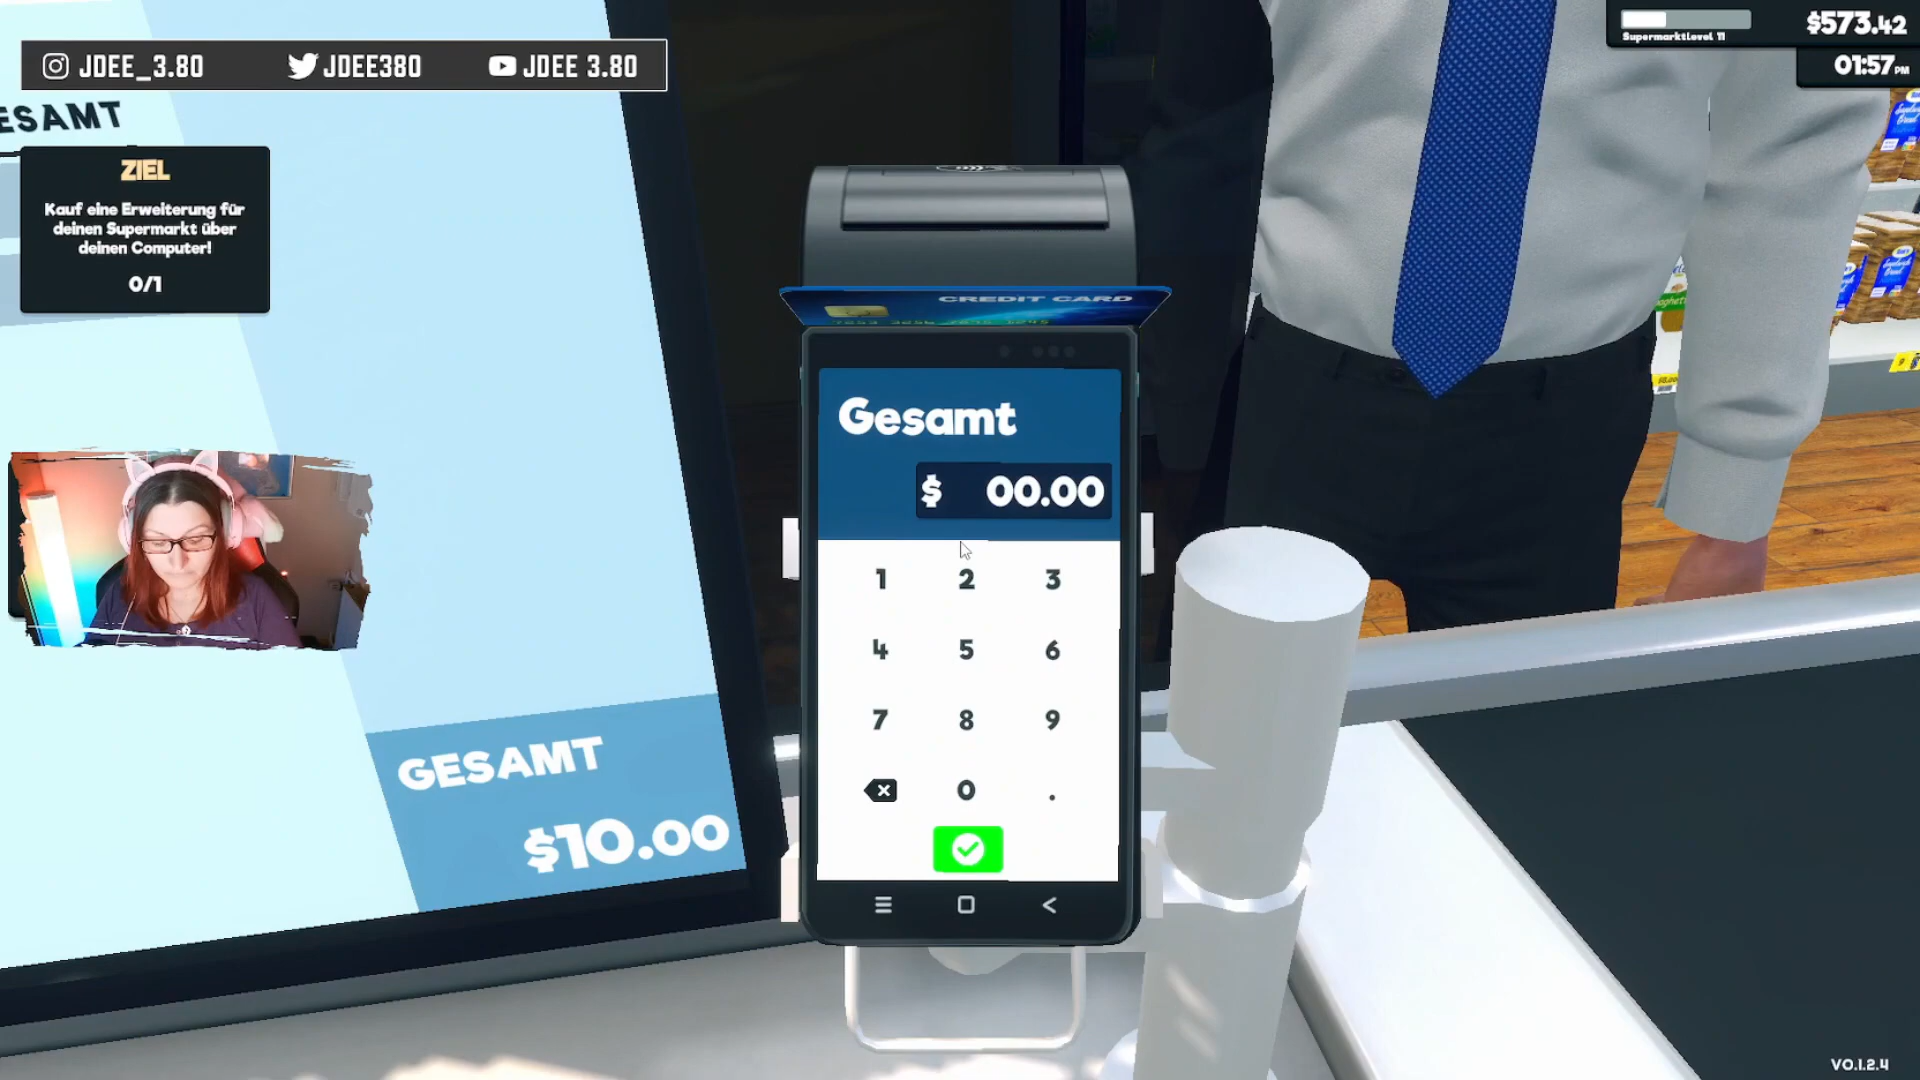 JDEE_3.80 JDEE380 JDEE 3.80
$573.42
Supermarktlevel 11
01:57 PM
ESAMT
ZIEL
Kauf eine Erweiterung für
deinen Supermarkt über
deinen Computer!
0/1
CREDIT CARD
Gesamt
$ 00.00
1 2 3
4 5 6
7 8 9
0 .
GESAMT
$10.00
V0.1.2.4